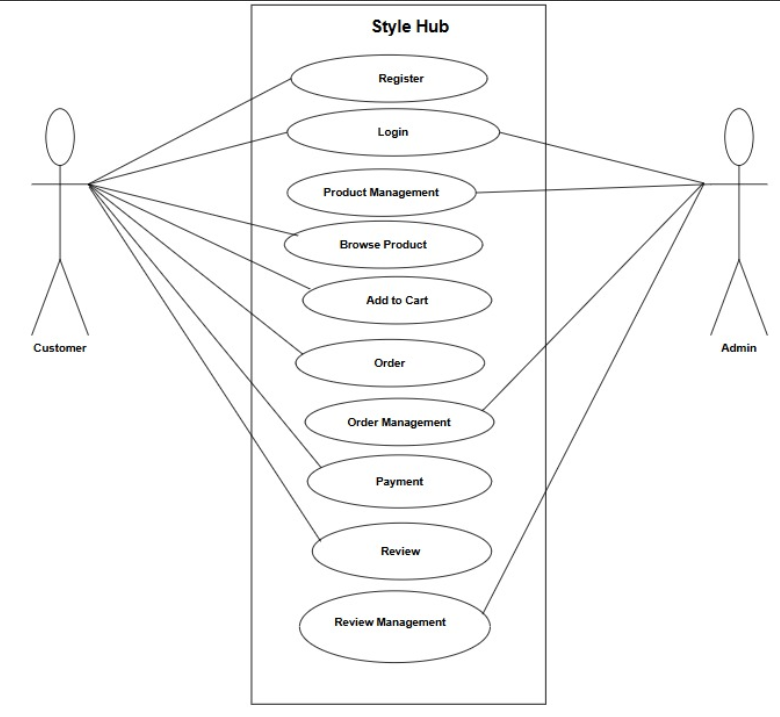 Style Hub
Register
Login
Product Management
Browse Product
Add to Cart
Customer
Admin
Order
Order Management
Payment
Review
Review Management